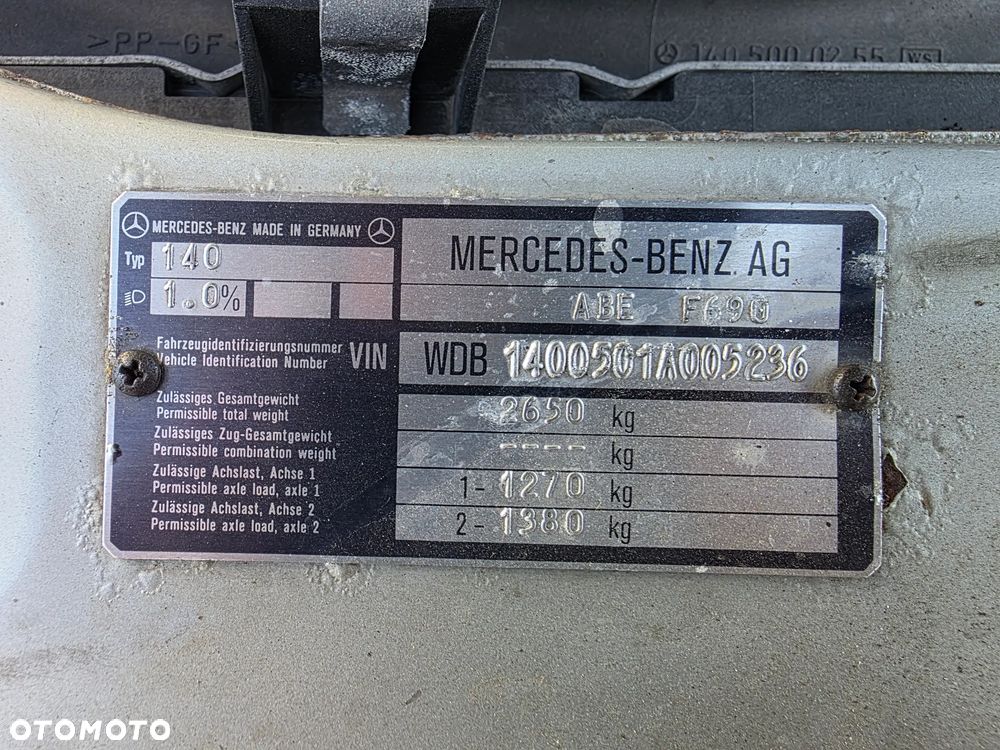 >PP-GF<
140 500 02 55 WS
MERCEDES-BENZ MADE IN GERMANY
Typ 140
1.0%
MERCEDES-BENZ AG
ABE F690
Fahrzeugidentifizierungsnummer
Vehicle Identification Number
VIN
WDB 1400501A005236
Zulässiges Gesamtgewicht
Permissible total weight
2650 kg
Zulässiges Zug-Gesamtgewicht
Permissible combination weight
---- kg
Zulässige Achslast, Achse 1
Permissible axle load, axle 1
1- 1270 kg
Zulässige Achslast, Achse 2
Permissible axle load, axle 2
2- 1380 kg
OTOMOTO